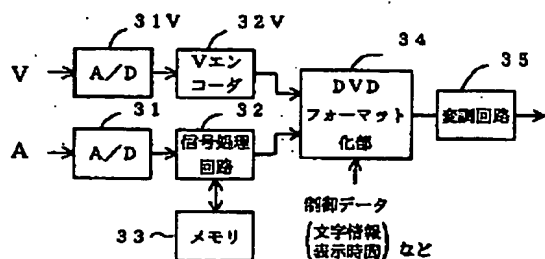 31V
32V
34
35
V
A/D
Vエン
コーダ
DVD
フォーマット
化部
変調回路
31
32
A
A/D
信号処理
回路
33
メモリ
制御データ
(文字情報
表示時間)など